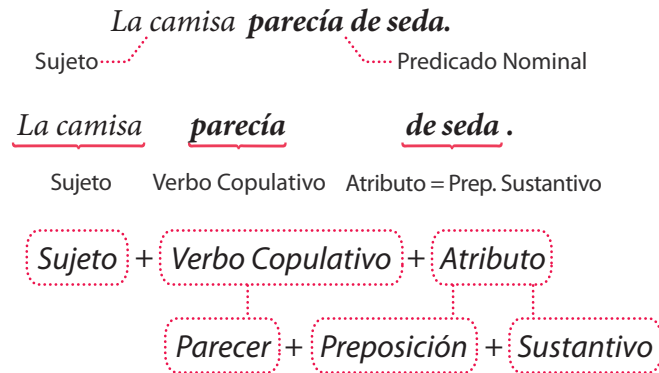 La camisa parecía de seda.
Sujeto Predicado Nominal
La camisa parecía de seda .
Sujeto Verbo Copulativo Atributo = Prep. Sustantivo
Sujeto + Verbo Copulativo + Atributo
Parecer + Preposición + Sustantivo